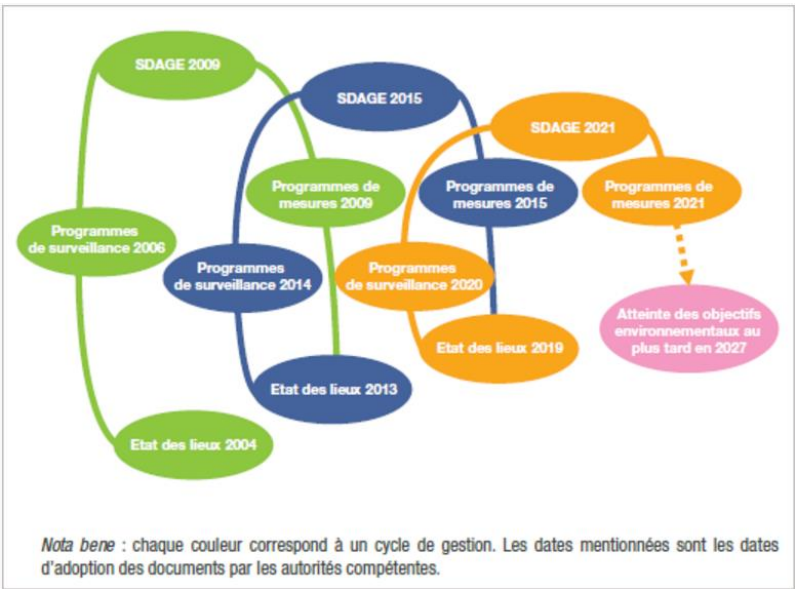 SDAGE 2009
SDAGE 2015
SDAGE 2021
Programmes de
mesures 2009
Programmes de
mesures 2015
Programmes de
mesures 2021
Programmes
de surveillance 2006
Programmes
de surveillance 2014
Programmes
de surveillance 2020
Atteinte des objectifs
environnementaux au
plus tard en 2027
Etat des lieux 2019
Etat des lieux 2013
Etat des lieux 2004
Nota bene : chaque couleur correspond à un cycle de gestion. Les dates mentionnées sont les dates
d'adoption des documents par les autorités compétentes.